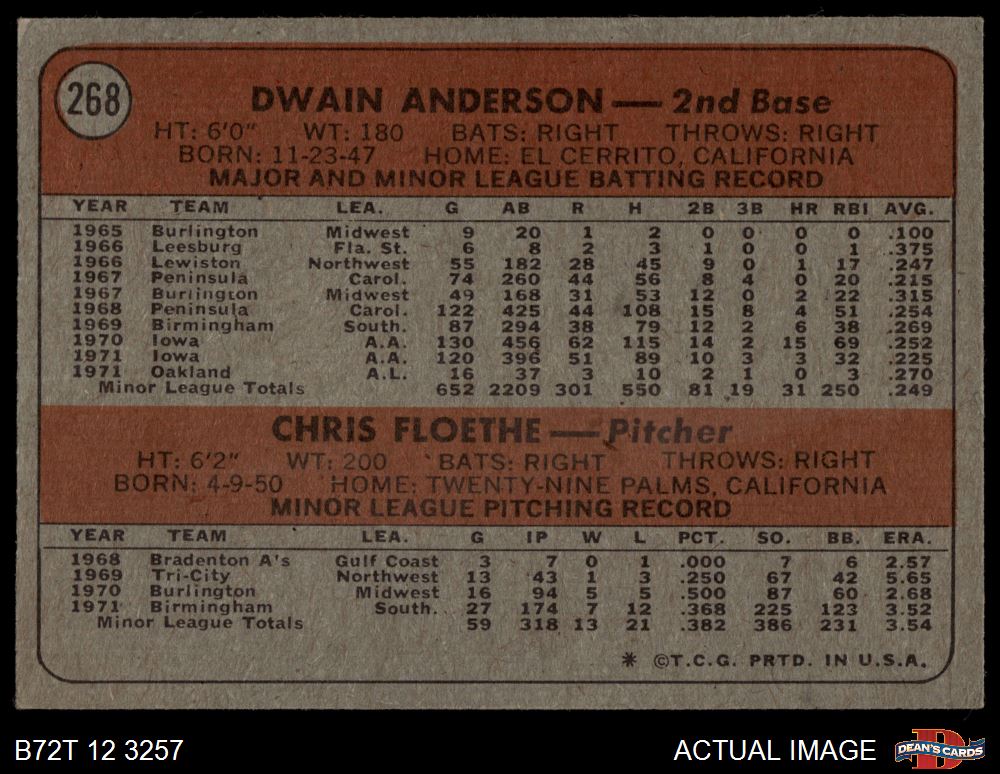 268
DWAIN ANDERSON — 2nd Base
HT: 6'0" WT: 180 BATS: RIGHT THROWS: RIGHT
BORN: 11-23-47 HOME: EL CERRITO, CALIFORNIA
MAJOR AND MINOR LEAGUE BATTING RECORD
YEAR TEAM LEA. G AB R H 2B 3B HR RBI AVG.
1965 Burlington Midwest 9 20 1 2 0 0 0 0 .100
1966 Leesburg Fla. St. 6 8 2 3 1 0 0 1 .375
1966 Lewiston Northwest 55 182 28 45 9 0 1 17 .247
1967 Peninsula Carol. 74 260 44 56 8 4 0 20 .215
1967 Burlington Midwest 49 168 31 53 12 0 2 22 .315
1968 Peninsula Carol. 122 425 44 108 15 8 4 51 .254
1969 Birmingham South. 87 294 38 79 12 2 6 38 .269
1970 Iowa A.A. 130 456 62 115 14 2 15 69 .252
1971 Iowa A.A. 120 396 51 89 10 3 3 32 .225
1971 Oakland A.L. 16 37 3 10 2 1 0 3 .270
Minor League Totals 652 2209 301 550 81 19 31 250 .249
CHRIS FLOETHE — Pitcher
HT: 6'2" WT: 200 BATS: RIGHT THROWS: RIGHT
BORN: 4-9-50 HOME: TWENTY-NINE PALMS, CALIFORNIA
MINOR LEAGUE PITCHING RECORD
YEAR TEAM LEA. G IP W L PCT. SO. BB. ERA.
1968 Bradenton A's Gulf Coast 3 7 0 1 .000 7 6 2.57
1969 Tri-City Northwest 13 43 1 3 .250 67 42 5.65
1970 Burlington Midwest 16 94 5 5 .500 87 60 2.68
1971 Birmingham South. 27 174 7 12 .368 225 123 3.52
Minor League Totals 59 318 13 21 .382 386 231 3.54
* ©T.C.G. PRTD. IN U.S.A.
B72T 12 3257 ACTUAL IMAGE DEAN'S CARDS